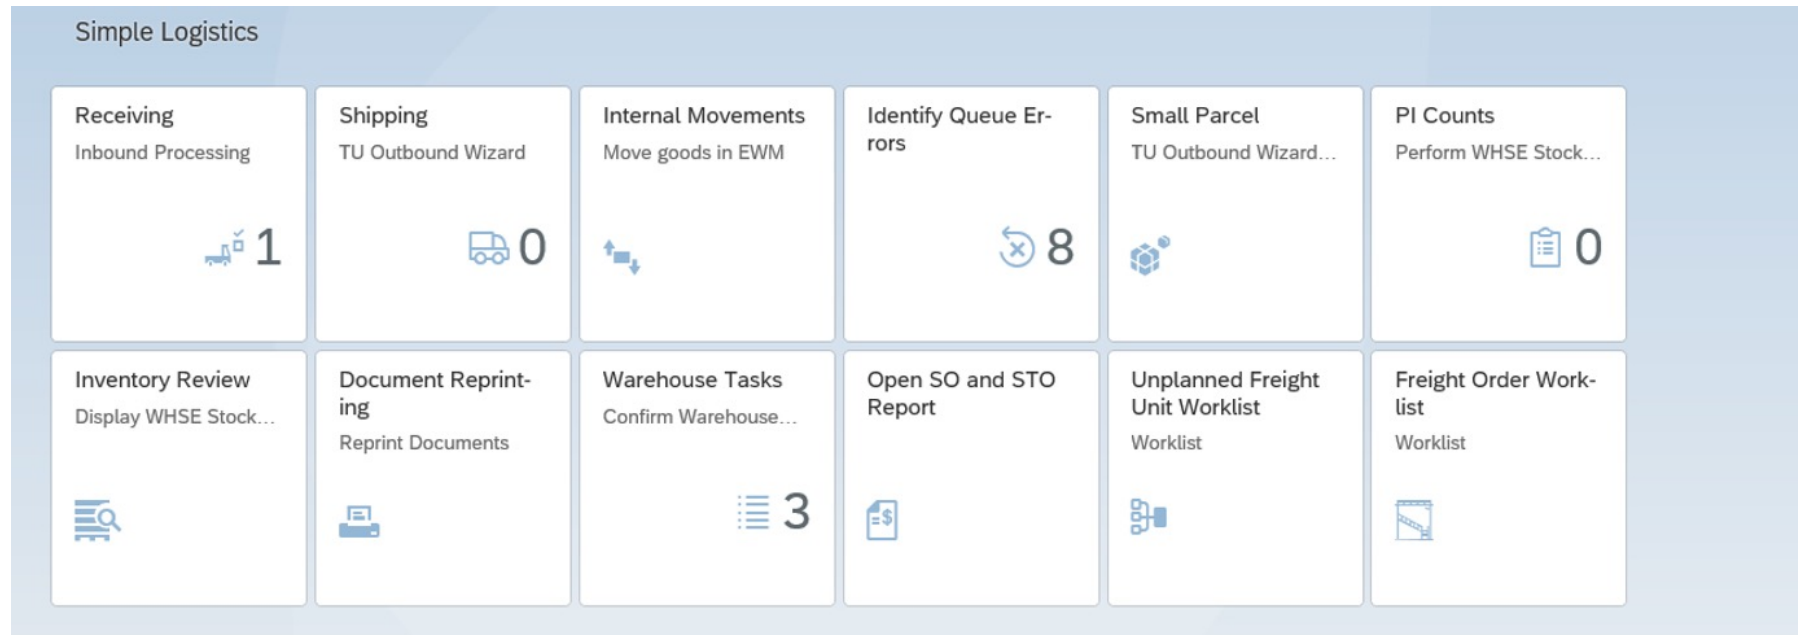 Simple Logistics
Receiving
Inbound Processing
1
Shipping
TU Outbound Wizard
0
Internal Movements
Move goods in EWM
Identify Queue Er-
rors
8
Small Parcel
TU Outbound Wizard...
PI Counts
Perform WHSE Stock...
0
Inventory Review
Display WHSE Stock...
Document Reprint-
ing
Reprint Documents
Warehouse Tasks
Confirm Warehouse...
3
Open SO and STO
Report
$
Unplanned Freight
Unit Worklist
Worklist
Freight Order Work-
list
Worklist